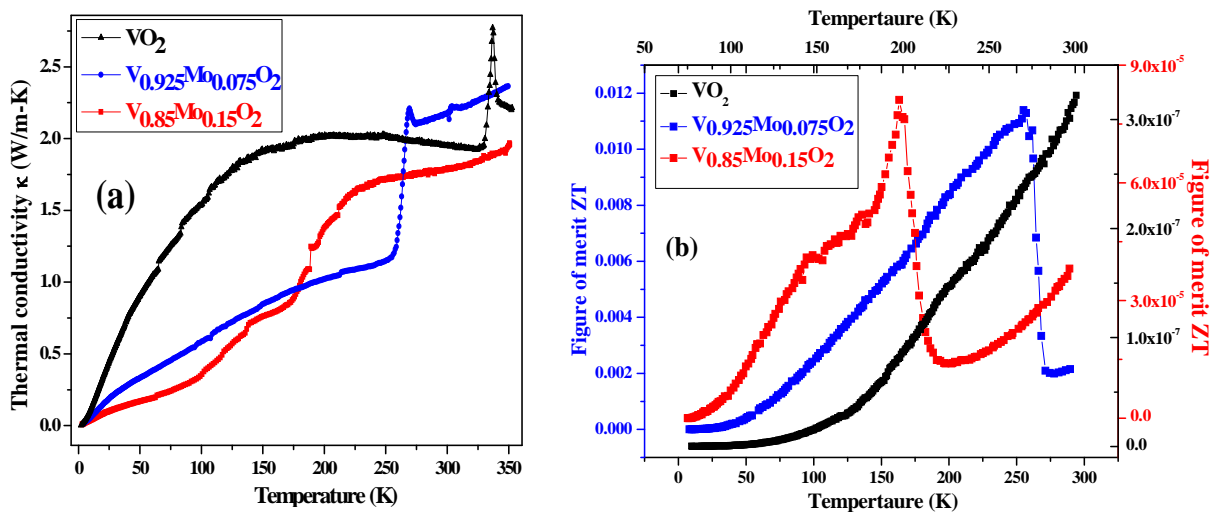 (a)
VO2
V0.925Mo0.075O2
V0.85Mo0.15O2
Thermal conductivity κ (W/m-K)
2.5
2.0
1.5
1.0
0.5
0.0
0 50 100 150 200 250 300 350
Temperature (K)
Tempertaure (K)
50 75 100 125 150 175 200 225 250 275 300
(b)
VO2
V0.925Mo0.075O2
V0.85Mo0.15O2
Figure of merit ZT
0.012
0.010
0.008
0.006
0.004
0.002
0.000
3.0x10-7
2.0x10-7
1.0x10-7
0.0
9.0x10-5
6.0x10-5
3.0x10-5
0.0
Figure of merit ZT
0 50 100 150 200 250 300
Tempertaure (K)